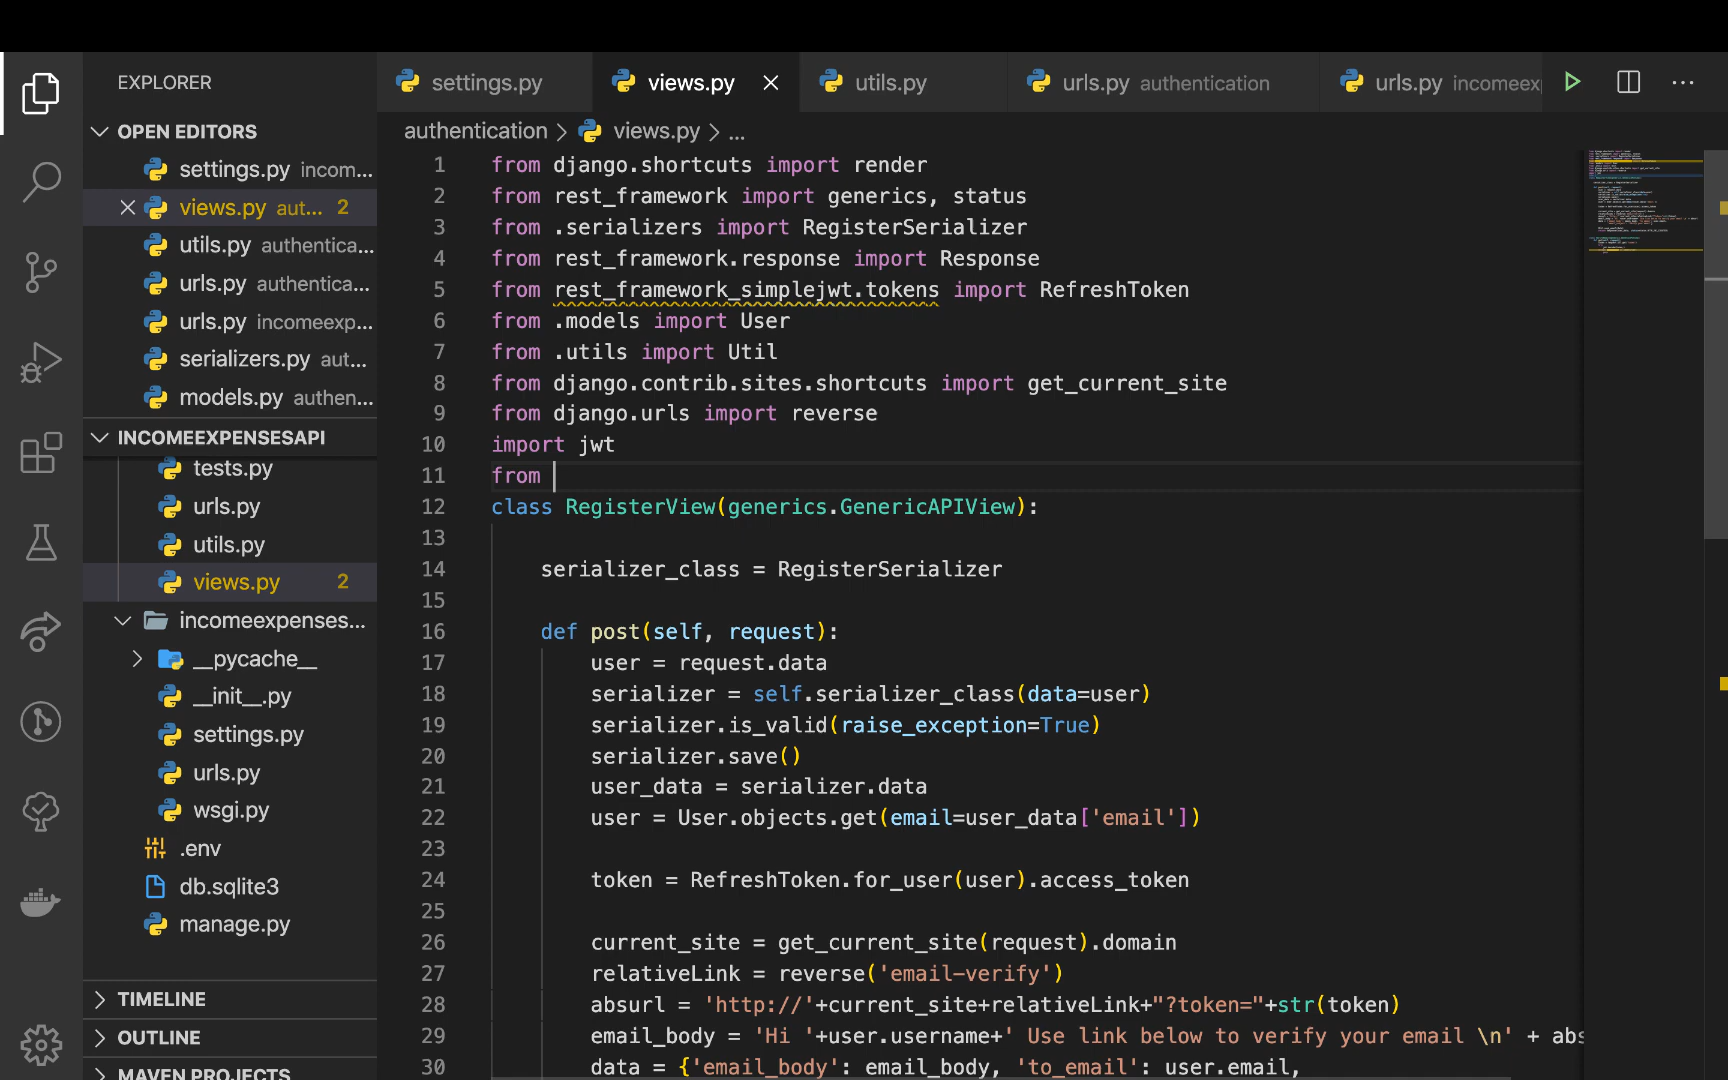 EXPLORER
OPEN EDITORS
settings.py incom...
views.py aut... 2
utils.py authentica...
urls.py authentica...
urls.py incomeexp...
serializers.py aut...
models.py authen...
INCOMEEXPENSESAPI
tests.py
urls.py
utils.py
views.py 2
incomeexpenses...
__pycache__
__init__.py
settings.py
urls.py
wsgi.py
.env
db.sqlite3
manage.py
TIMELINE
OUTLINE
MAVEN PROJECTS
settings.py views.py utils.py urls.py authentication urls.py incomeex
authentication > views.py > ...
1 from django.shortcuts import render
2 from rest_framework import generics, status
3 from .serializers import RegisterSerializer
4 from rest_framework.response import Response
5 from rest_framework_simplejwt.tokens import RefreshToken
6 from .models import User
7 from .utils import Util
8 from django.contrib.sites.shortcuts import get_current_site
9 from django.urls import reverse
10 import jwt
11 from
12 class RegisterView(generics.GenericAPIView):
13
14 serializer_class = RegisterSerializer
15
16 def post(self, request):
17 user = request.data
18 serializer = self.serializer_class(data=user)
19 serializer.is_valid(raise_exception=True)
20 serializer.save()
21 user_data = serializer.data
22 user = User.objects.get(email=user_data['email'])
23
24 token = RefreshToken.for_user(user).access_token
25
26 current_site = get_current_site(request).domain
27 relativeLink = reverse('email-verify')
28 absurl = 'http://'+current_site+relativeLink+"?token="+str(token)
29 email_body = 'Hi '+user.username+' Use link below to verify your email \n' + abs
30 data = {'email_body': email_body, 'to_email': user.email,